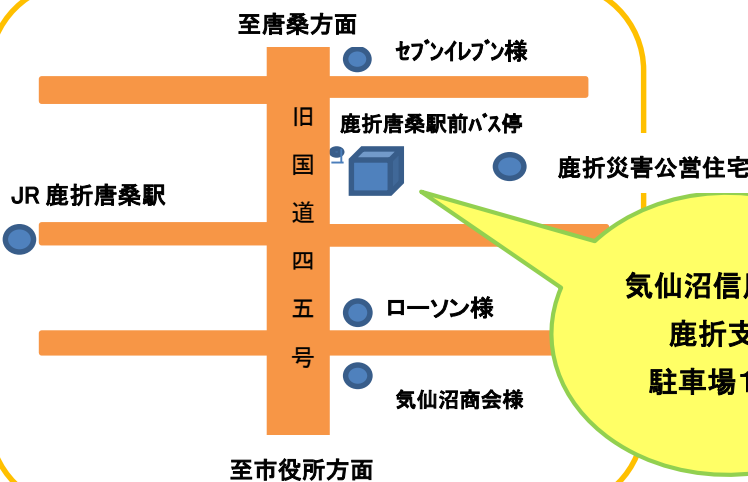 至唐桑方面
セブンイレブン様
旧国道四五号
鹿折唐桑駅前バス停
鹿折災害公営住宅
JR 鹿折唐桑駅
気仙沼信
鹿折支
駐車場1
ローソン様
気仙沼商会様
至市役所方面